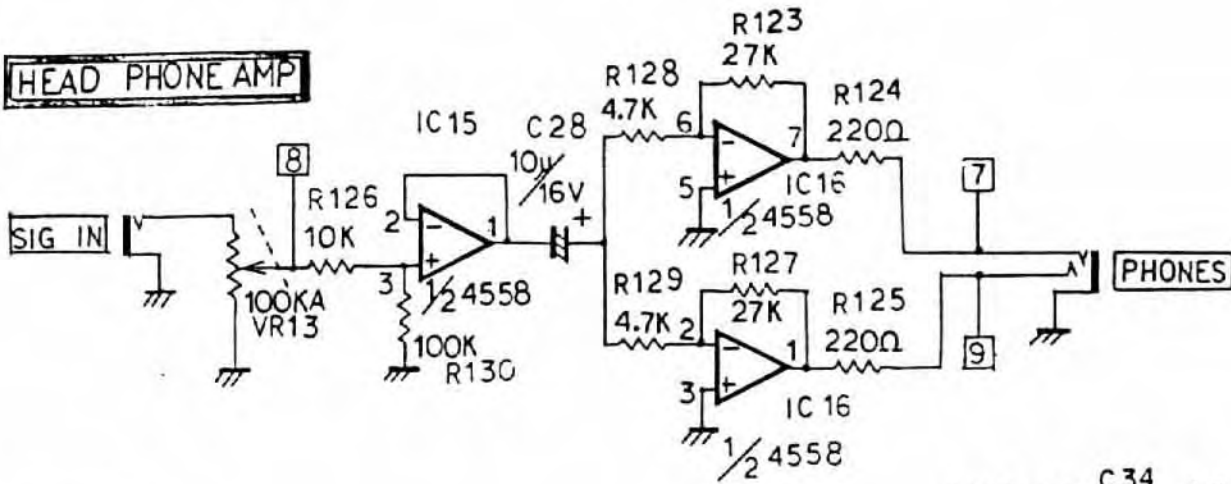 HEAD PHONE AMP
SIG IN
8
R126
10K
100KA
VR13
IC15
2
3
1
1/2 4558
100K
R130
C28
10µ/16V
+
R128
4.7K
R123
27K
6
5
7
IC16
1/2 4558
R124
220Ω
R129
4.7K
R127
27K
2
3
1
IC16
1/2 4558
R125
220Ω
7
9
PHONES
C34